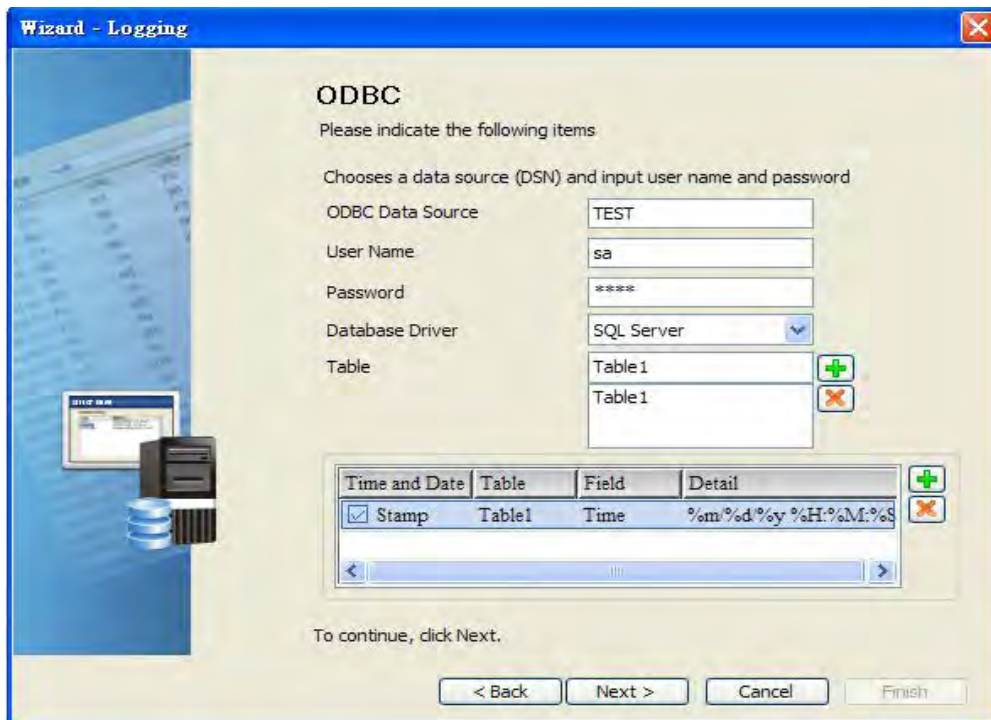 Wizard - Logging
ODBC
Please indicate the following items
Chooses a data source (DSN) and input user name and password
ODBC Data Source TEST
User Name sa
Password ****
Database Driver SQL Server
Table Table1
Table1
Time and Date Table Field Detail
Stamp Table1 Time %m/%d/%y %H:%M:%S
To continue, click Next.
< Back Next > Cancel Finish